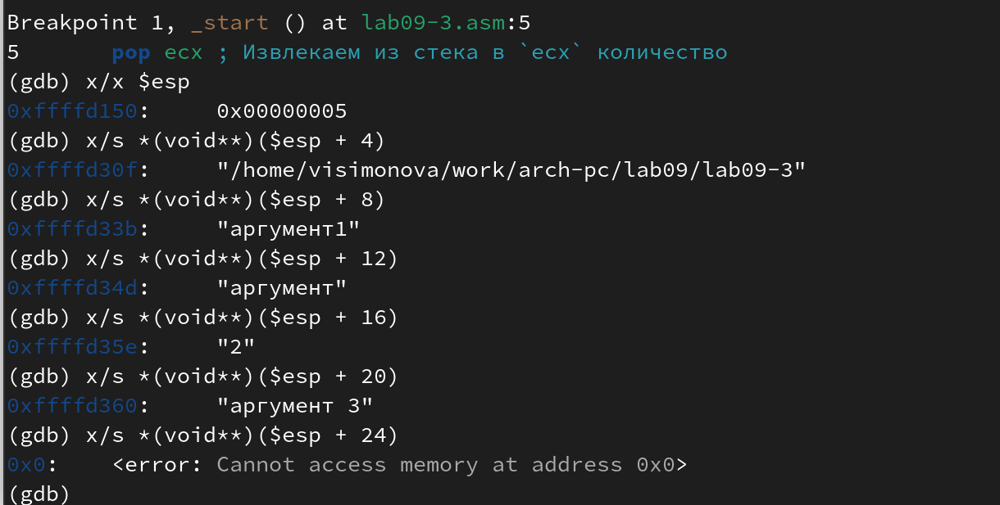 Breakpoint 1, _start () at lab09-3.asm:5
5       pop ecx ; Извлекаем из стека в `ecx` количество
(gdb) x/x $esp
0xffffd150:     0x00000005
(gdb) x/s *(void**)($esp + 4)
0xffffd30f:     "/home/visimonova/work/arch-pc/lab09/lab09-3"
(gdb) x/s *(void**)($esp + 8)
0xffffd33b:     "аргумент1"
(gdb) x/s *(void**)($esp + 12)
0xffffd34d:     "аргумент"
(gdb) x/s *(void**)($esp + 16)
0xffffd35e:     "2"
(gdb) x/s *(void**)($esp + 20)
0xffffd360:     "аргумент 3"
(gdb) x/s *(void**)($esp + 24)
0x0:    <error: Cannot access memory at address 0x0>
(gdb)